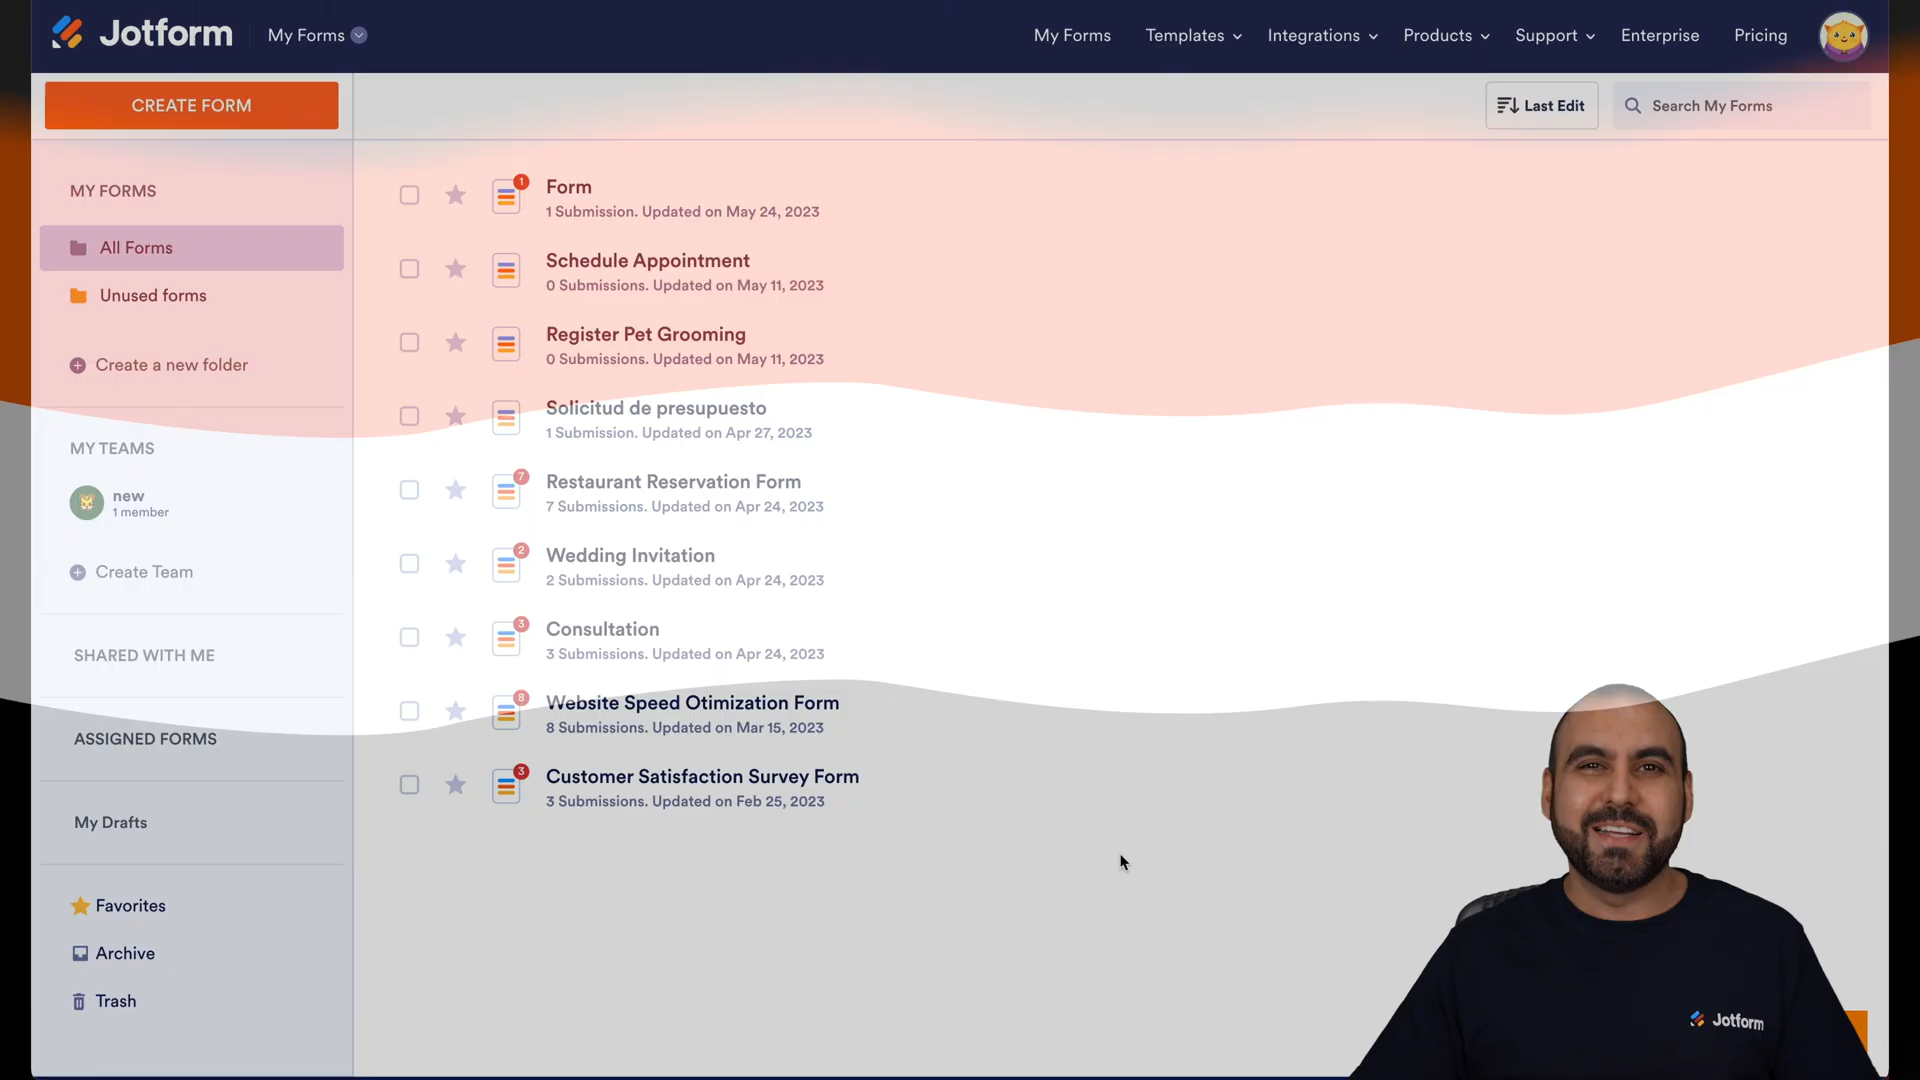 Jotform
My Forms
My Forms
Templates
Integrations
Products
Support
Enterprise
Pricing
CREATE FORM
Last Edit
Search My Forms
MY FORMS
All Forms
Unused forms
Create a new folder
MY TEAMS
new
1 member
Create Team
SHARED WITH ME
ASSIGNED FORMS
My Drafts
Favorites
Archive
Trash
1
Form
1 Submission. Updated on May 24, 2023
Schedule Appointment
0 Submissions. Updated on May 11, 2023
Register Pet Grooming
0 Submissions. Updated on May 11, 2023
Solicitud de presupuesto
1 Submission. Updated on Apr 27, 2023
7
Restaurant Reservation Form
7 Submissions. Updated on Apr 24, 2023
2
Wedding Invitation
2 Submissions. Updated on Apr 24, 2023
3
Consultation
3 Submissions. Updated on Apr 24, 2023
8
Website Speed Otimization Form
8 Submissions. Updated on Mar 15, 2023
3
Customer Satisfaction Survey Form
3 Submissions. Updated on Feb 25, 2023
Jotform